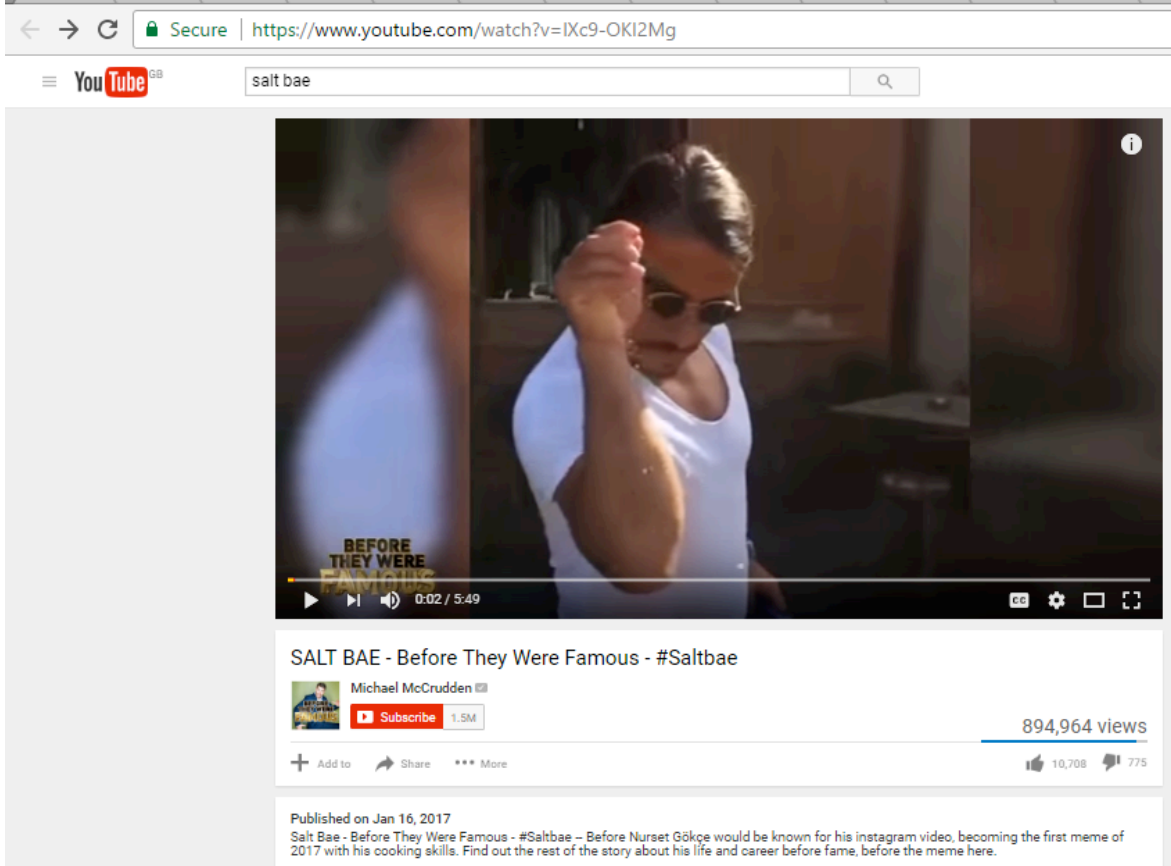 Secure https://www.youtube.com/watch?v=IXc9-OKI2Mg
YouTube GB
salt bae
i
BEFORE
THEY WERE
FAMOUS
0:02 / 5:49
CC
SALT BAE - Before They Were Famous - #Saltbae
Michael McCrudden
Subscribe 1.5M
894,964 views
Add to Share More
10,708 775
Published on Jan 16, 2017
Salt Bae - Before They Were Famous - #Saltbae – Before Nurset Gökçe would be known for his instagram video, becoming the first meme of
2017 with his cooking skills. Find out the rest of the story about his life and career before fame, before the meme here.